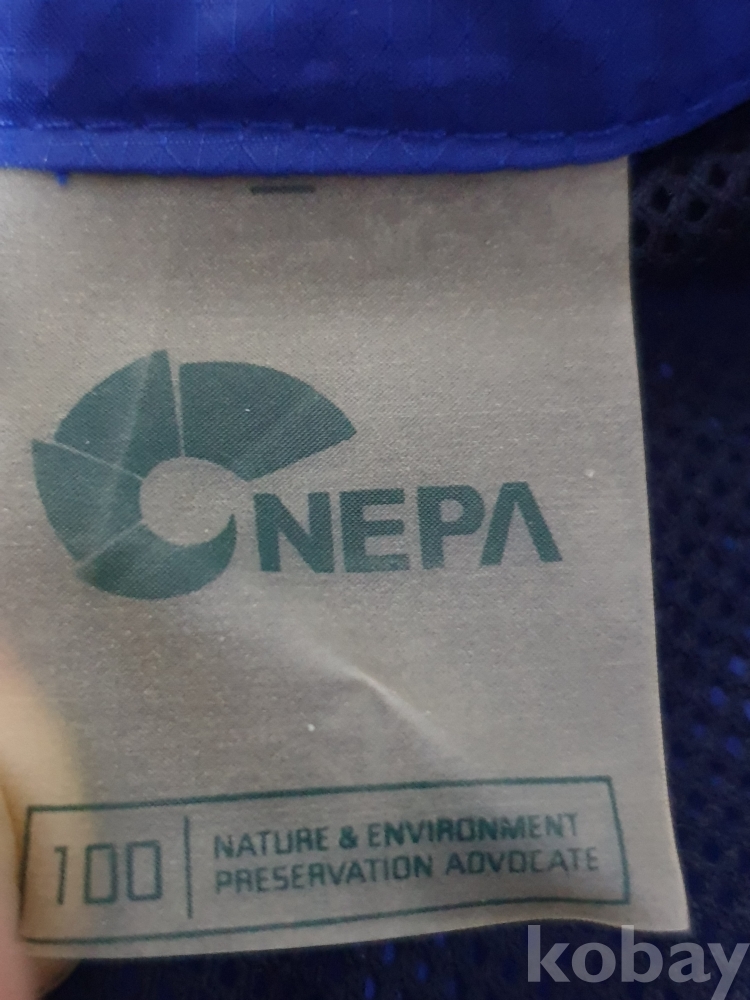 NEPA
100
NATURE & ENVIRONMENT
PRESERVATION ADVOCATE
kobay